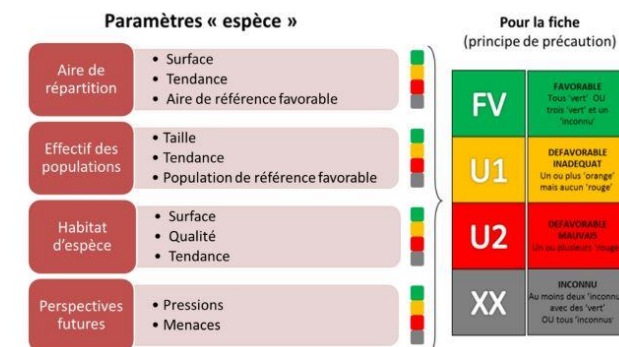 Paramètres « espèce »
Pour la fiche
(principe de précaution)
Aire de
répartition
• Surface
• Tendance
• Aire de référence favorable
Effectif des
populations
• Taille
• Tendance
• Population de référence favorable
Habitat
d'espèce
• Surface
• Qualité
• Tendance
Perspectives
futures
• Pressions
• Menaces
FV
FAVORABLE
Tous 'vert' OU
trois 'vert' et un
'inconnu'
U1
DEFAVORABLE
INADEQUAT
Un ou plus 'orange'
mais aucun 'rouge'
U2
DEFAVORABLE
MAUVAIS
Un ou plusieurs 'rouge'
XX
INCONNU
Au moins deux 'inconnu'
avec des 'vert'
OU tous 'inconnus'